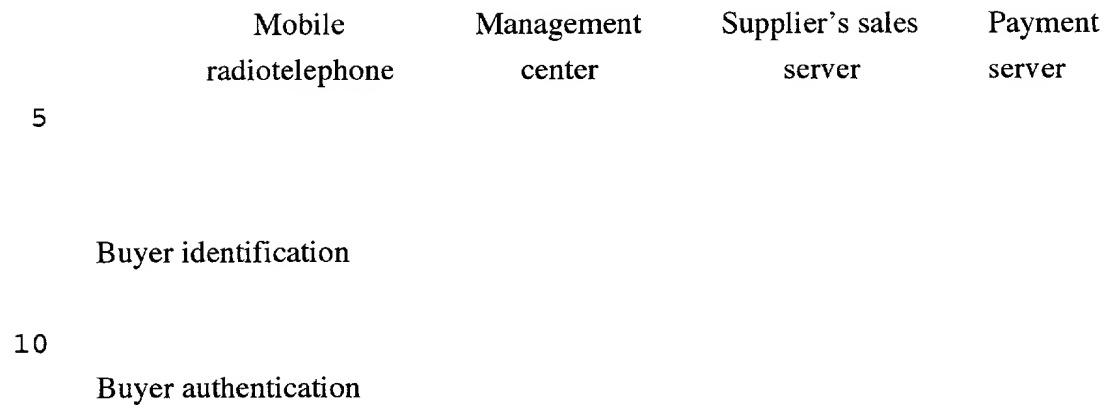 Mobile Management Supplier's sales Payment
radiotelephone center server server
5
Buyer identification
10
Buyer authentication